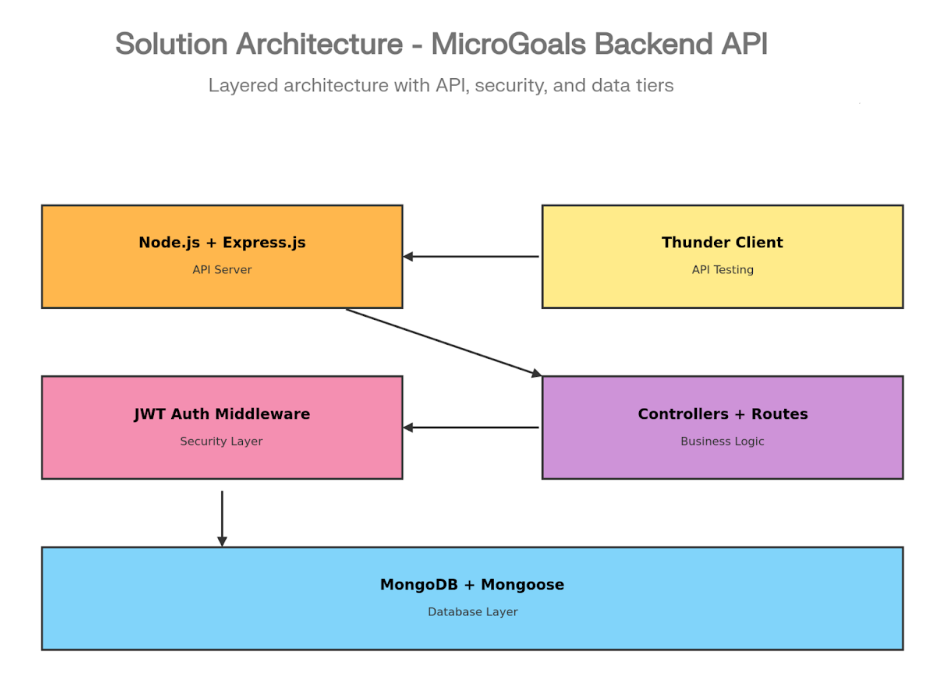 Solution Architecture - MicroGoals Backend API
Layered architecture with API, security, and data tiers
Node.js + Express.js
API Server
Thunder Client
API Testing
JWT Auth Middleware
Security Layer
Controllers + Routes
Business Logic
MongoDB + Mongoose
Database Layer